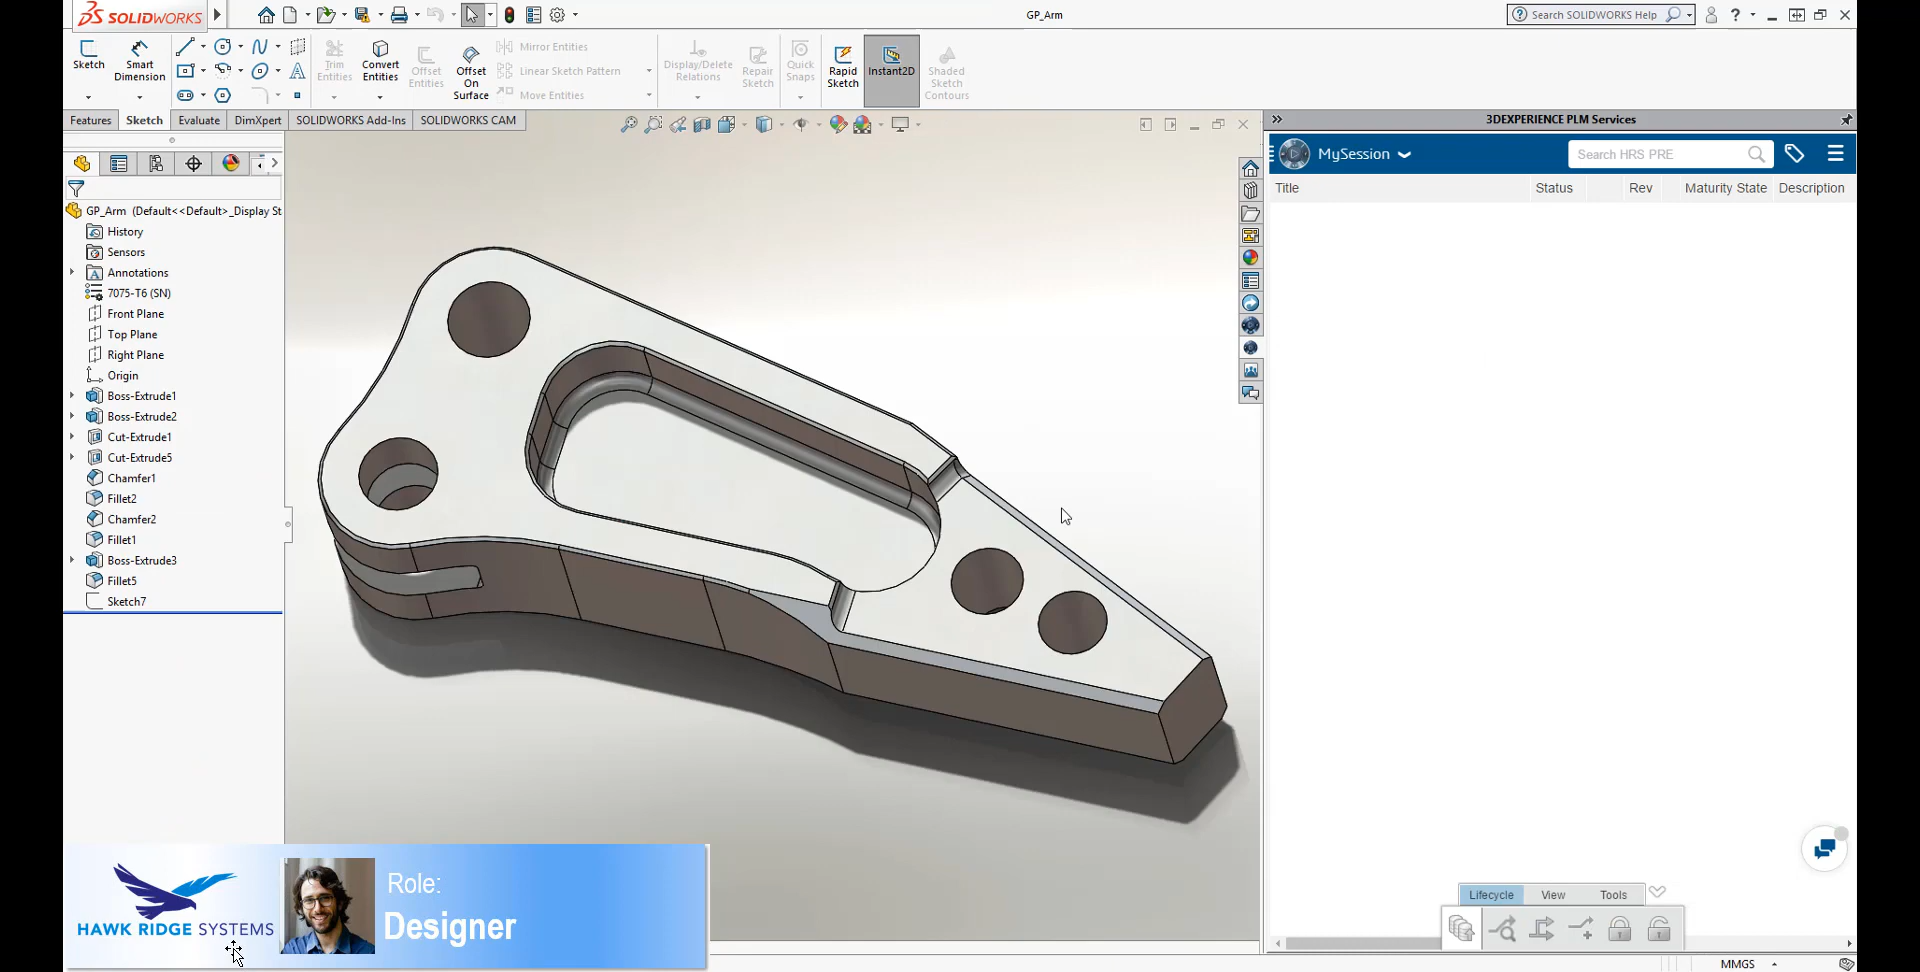 SOLIDWORKS
GP_Arm
Search SOLIDWORKS Help
Sketch
Smart Dimension
Trim Entities
Convert Entities
Offset Entities
Offset On Surface
Mirror Entities
Linear Sketch Pattern
Move Entities
Display/Delete Relations
Repair Sketch
Quick Snaps
Rapid Sketch
Instant2D
Shaded Sketch Contours
Features
Sketch
Evaluate
DimXpert
SOLIDWORKS Add-Ins
SOLIDWORKS CAM
3DEXPERIENCE PLM Services
MySession
Search HRS PRE
Title
Status
Rev
Maturity State
Description
GP_Arm (Default<<Default>_Display St
History
Sensors
Annotations
7075-T6 (SN)
Front Plane
Top Plane
Right Plane
Origin
Boss-Extrude1
Boss-Extrude2
Cut-Extrude1
Cut-Extrude5
Chamfer1
Fillet2
Chamfer2
Fillet1
Boss-Extrude3
Fillet5
Sketch7
HAWK RIDGE SYSTEMS
Role:
Designer
Lifecycle
View
Tools
MMGS